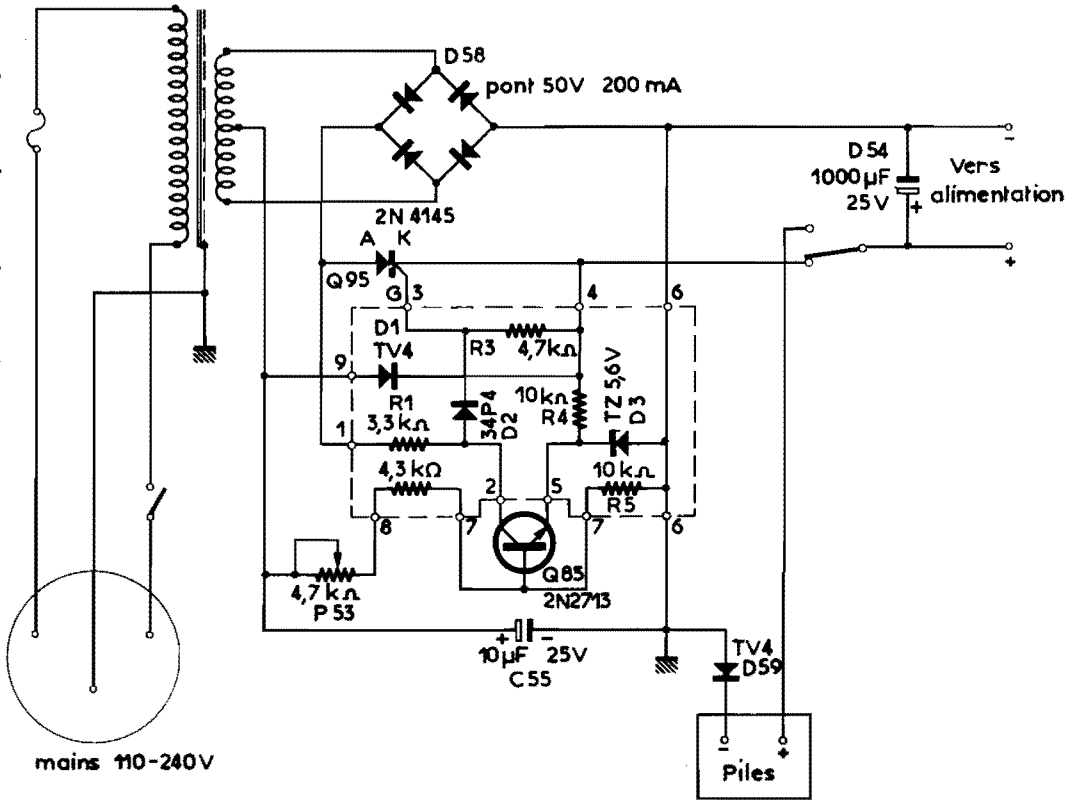 D58
pont 50V 200 mA
D54
1000 µF
25V
+
-
Vers
alimentation
+
2N 4145
A K
Q95
G 3
4
6
D1
TV4
R3 4,7kΩ
9
R1
3,3kΩ
34P4
D2
10kΩ
R4
TZ 5,6V
D3
1
4,3kΩ
10kΩ
R5
2
5
8
7
7
6
Q85
2N2713
4,7kΩ
P53
+ -
10µF 25V
C55
TV4
D59
- +
Piles
mains 110-240V